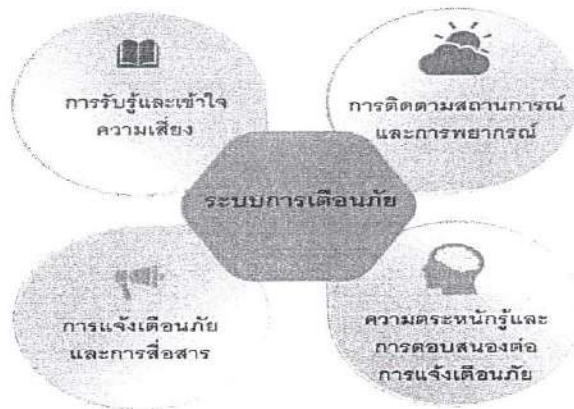 การรับรู้และเข้าใจ
ความเสี่ยง
การติดตามสถานการณ์
และการพยากรณ์
ระบบการเตือนภัย
การแจ้งเตือนภัย
และการสื่อสาร
ความตระหนักรู้และ
การตอบสนองต่อ
การแจ้งเตือนภัย